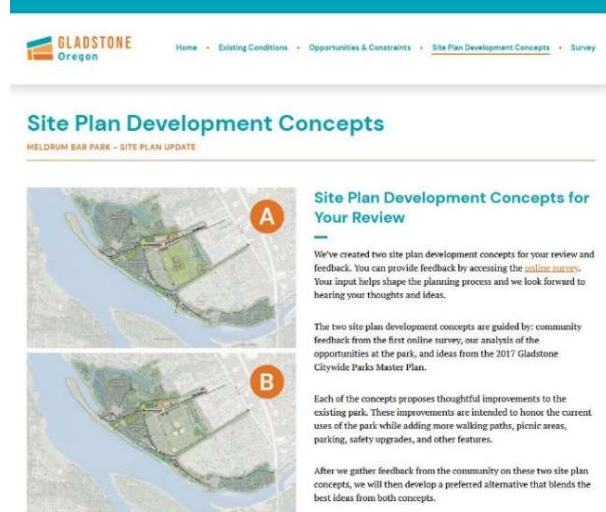 GLADSTONE
Oregon
Home • Existing Conditions • Opportunities & Constraints • Site Plan Development Concepts • Survey
Site Plan Development Concepts
MELDRUM BAR PARK – SITE PLAN UPDATE
A
B
Site Plan Development Concepts for
Your Review
We've created two site plan development concepts for your review and
feedback. You can provide feedback by accessing the online survey.
Your input helps shape the planning process and we look forward to
hearing your thoughts and ideas.
The two site plan development concepts are guided by: community
feedback from the first online survey, our analysis of the
opportunities at the park, and ideas from the 2017 Gladstone
Citywide Parks Master Plan.
Each of the concepts proposes thoughtful improvements to the
existing park. These improvements are intended to honor the current
uses of the park while adding more walking paths, picnic areas,
parking, safety upgrades, and other features.
After we gather feedback from the community on these two site plan
concepts, we will then develop a preferred alternative that blends the
best ideas from both concepts.